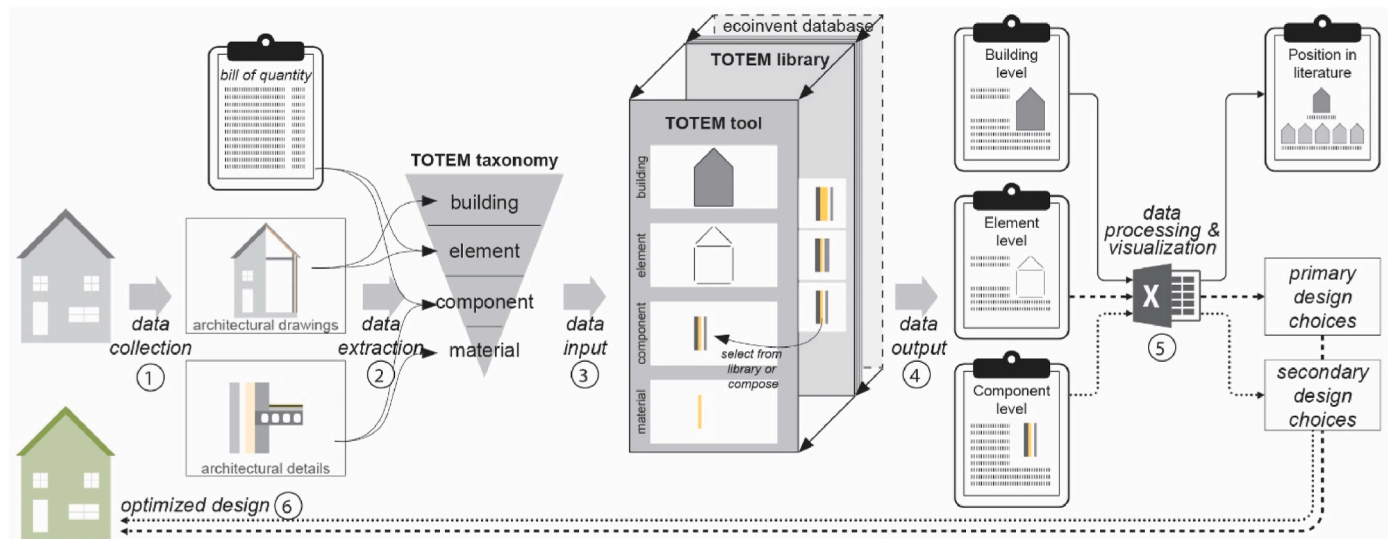 bill of quantity
architectural drawings
architectural details
data
collection
1
data
extraction
2
TOTEM taxonomy
building
element
component
material
data
input
3
ecoinvent database
TOTEM library
TOTEM tool
building
element
component
material
select from
library or
compose
data
output
4
Building
level
Element
level
Component
level
data
processing &
visualization
X
5
Position in
literature
primary
design
choices
secondary
design
choices
optimized design 6